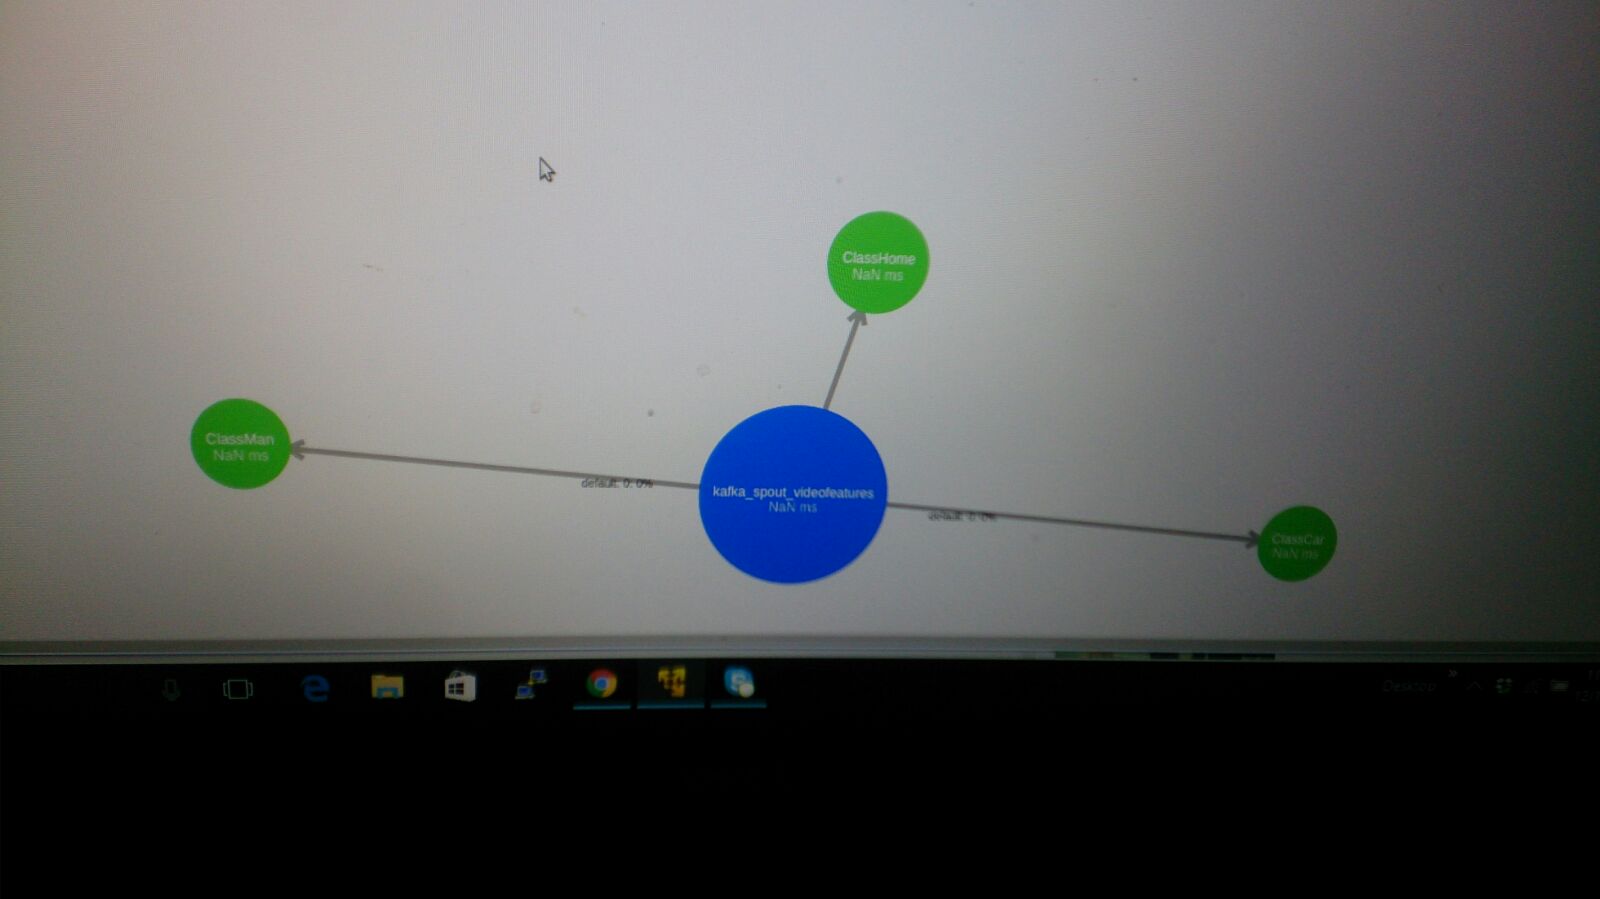 ClassHome
NaN ms
ClassMan
NaN ms
default: 0: 0%
kafka_spout_videofeatures
NaN ms
default: 0: 0%
ClassCar
NaN ms
Desktop